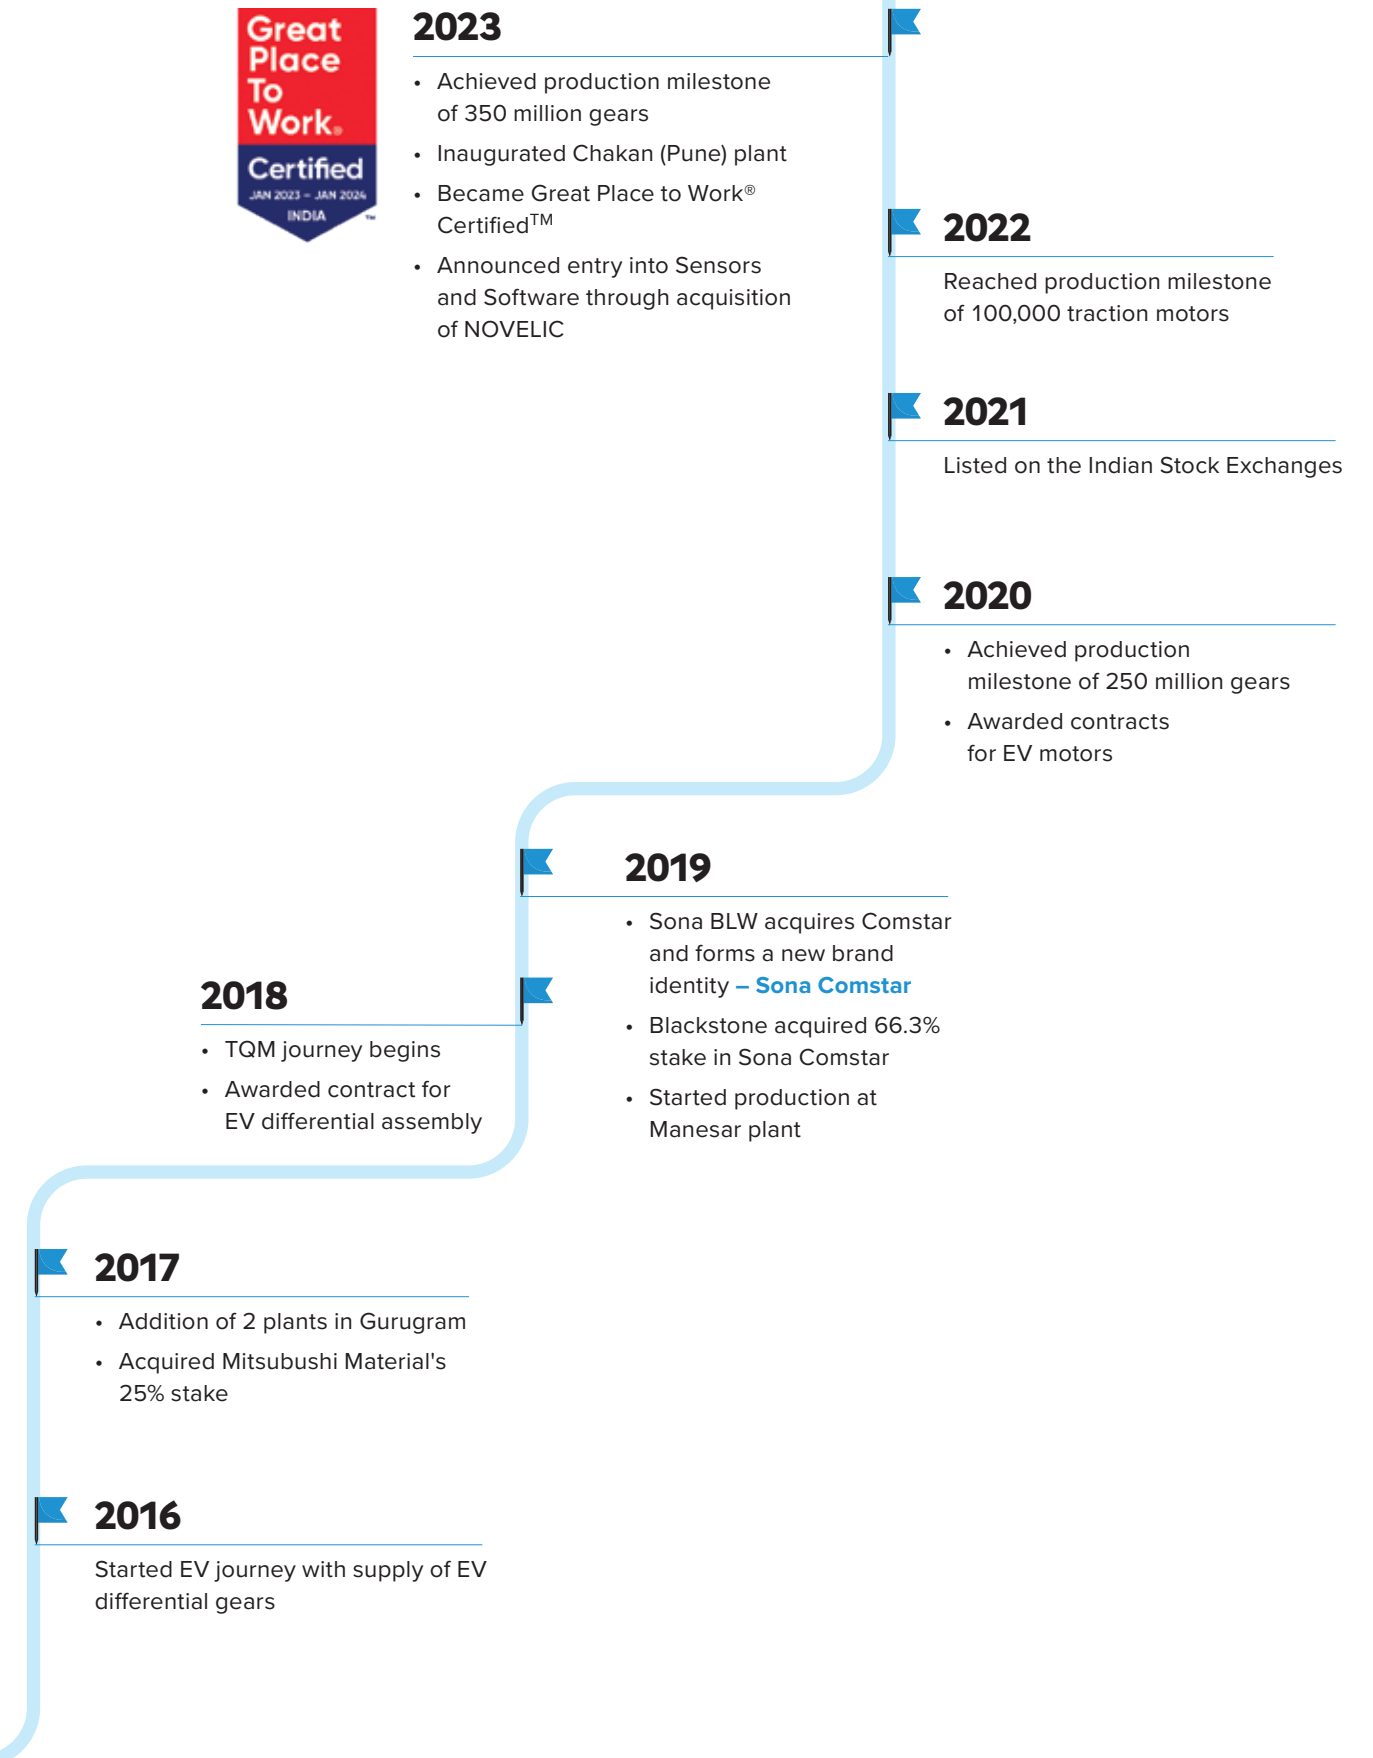 Great
Place
To
Work®
Certified
JAN 2023 – JAN 2024
INDIA
™
2023
• Achieved production milestone
of 350 million gears
• Inaugurated Chakan (Pune) plant
• Became Great Place to Work®
Certified™
• Announced entry into Sensors
and Software through acquisition
of NOVELIC
2022
Reached production milestone
of 100,000 traction motors
2021
Listed on the Indian Stock Exchanges
2020
• Achieved production
milestone of 250 million gears
• Awarded contracts
for EV motors
2019
• Sona BLW acquires Comstar
and forms a new brand
identity – Sona Comstar
• Blackstone acquired 66.3%
stake in Sona Comstar
• Started production at
Manesar plant
2018
• TQM journey begins
• Awarded contract for
EV differential assembly
2017
• Addition of 2 plants in Gurugram
• Acquired Mitsubushi Material's
25% stake
2016
Started EV journey with supply of EV
differential gears